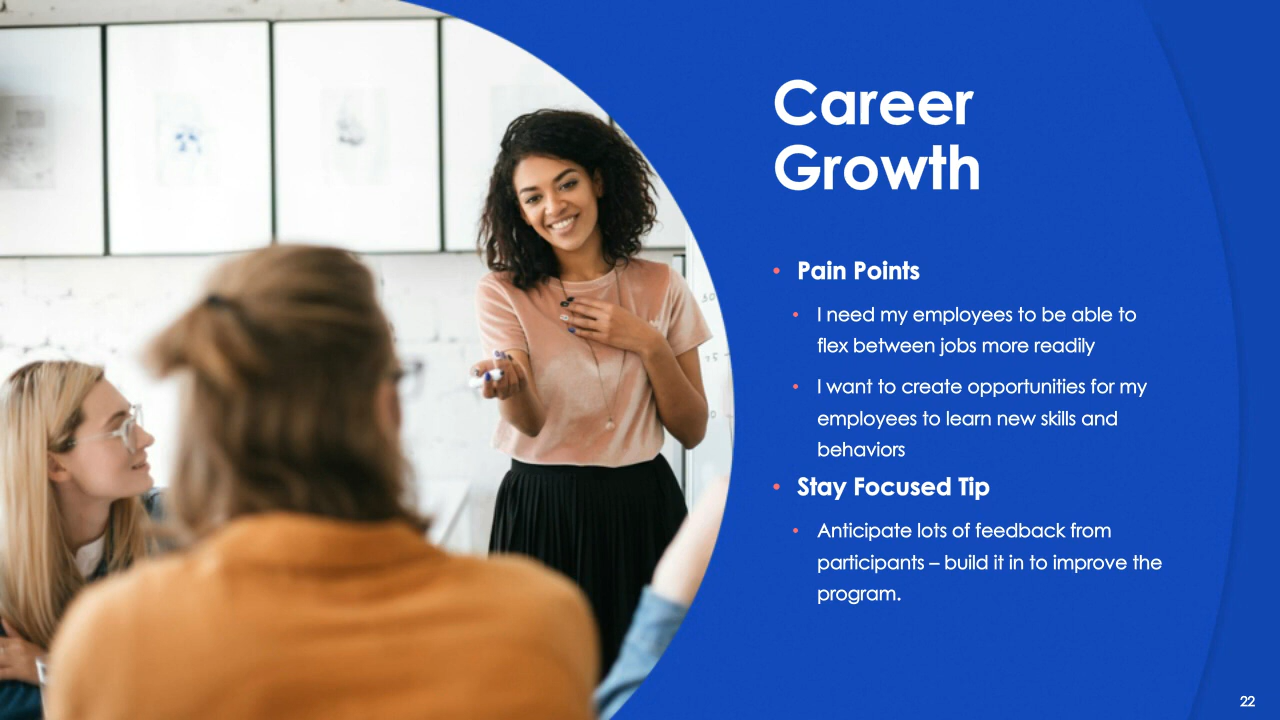 Career
Growth
• Pain Points
• I need my employees to be able to
flex between jobs more readily
• I want to create opportunities for my
employees to learn new skills and
behaviors
• Stay Focused Tip
• Anticipate lots of feedback from
participants – build it in to improve the
program.
22